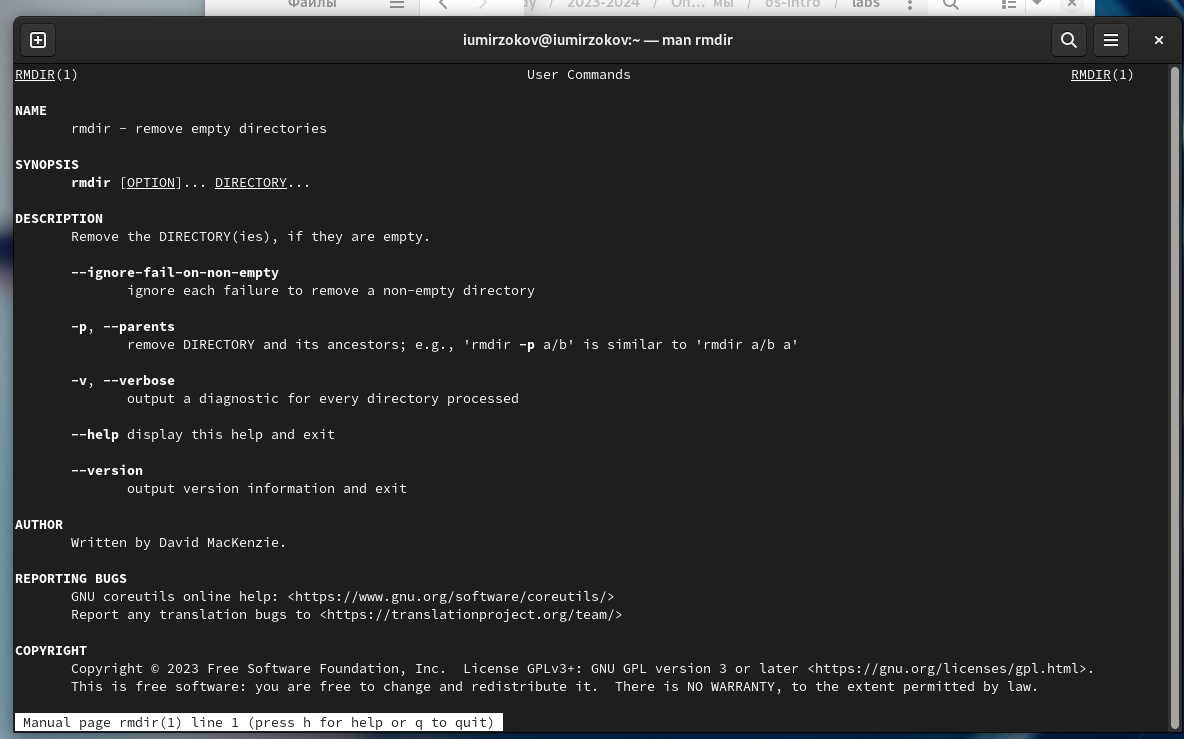 Файлы 2023-2024 / Оп... мы / os-intro / labs
iumirzokov@iumirzokov:~ — man rmdir
RMDIR(1) User Commands RMDIR(1)
NAME
rmdir - remove empty directories
SYNOPSIS
rmdir [OPTION]... DIRECTORY...
DESCRIPTION
Remove the DIRECTORY(ies), if they are empty.
--ignore-fail-on-non-empty
ignore each failure to remove a non-empty directory
-p, --parents
remove DIRECTORY and its ancestors; e.g., 'rmdir -p a/b' is similar to 'rmdir a/b a'
-v, --verbose
output a diagnostic for every directory processed
--help display this help and exit
--version
output version information and exit
AUTHOR
Written by David MacKenzie.
REPORTING BUGS
GNU coreutils online help: <https://www.gnu.org/software/coreutils/>
Report any translation bugs to <https://translationproject.org/team/>
COPYRIGHT
Copyright © 2023 Free Software Foundation, Inc.  License GPLv3+: GNU GPL version 3 or later <https://gnu.org/licenses/gpl.html>.
This is free software: you are free to change and redistribute it.  There is NO WARRANTY, to the extent permitted by law.
Manual page rmdir(1) line 1 (press h for help or q to quit)